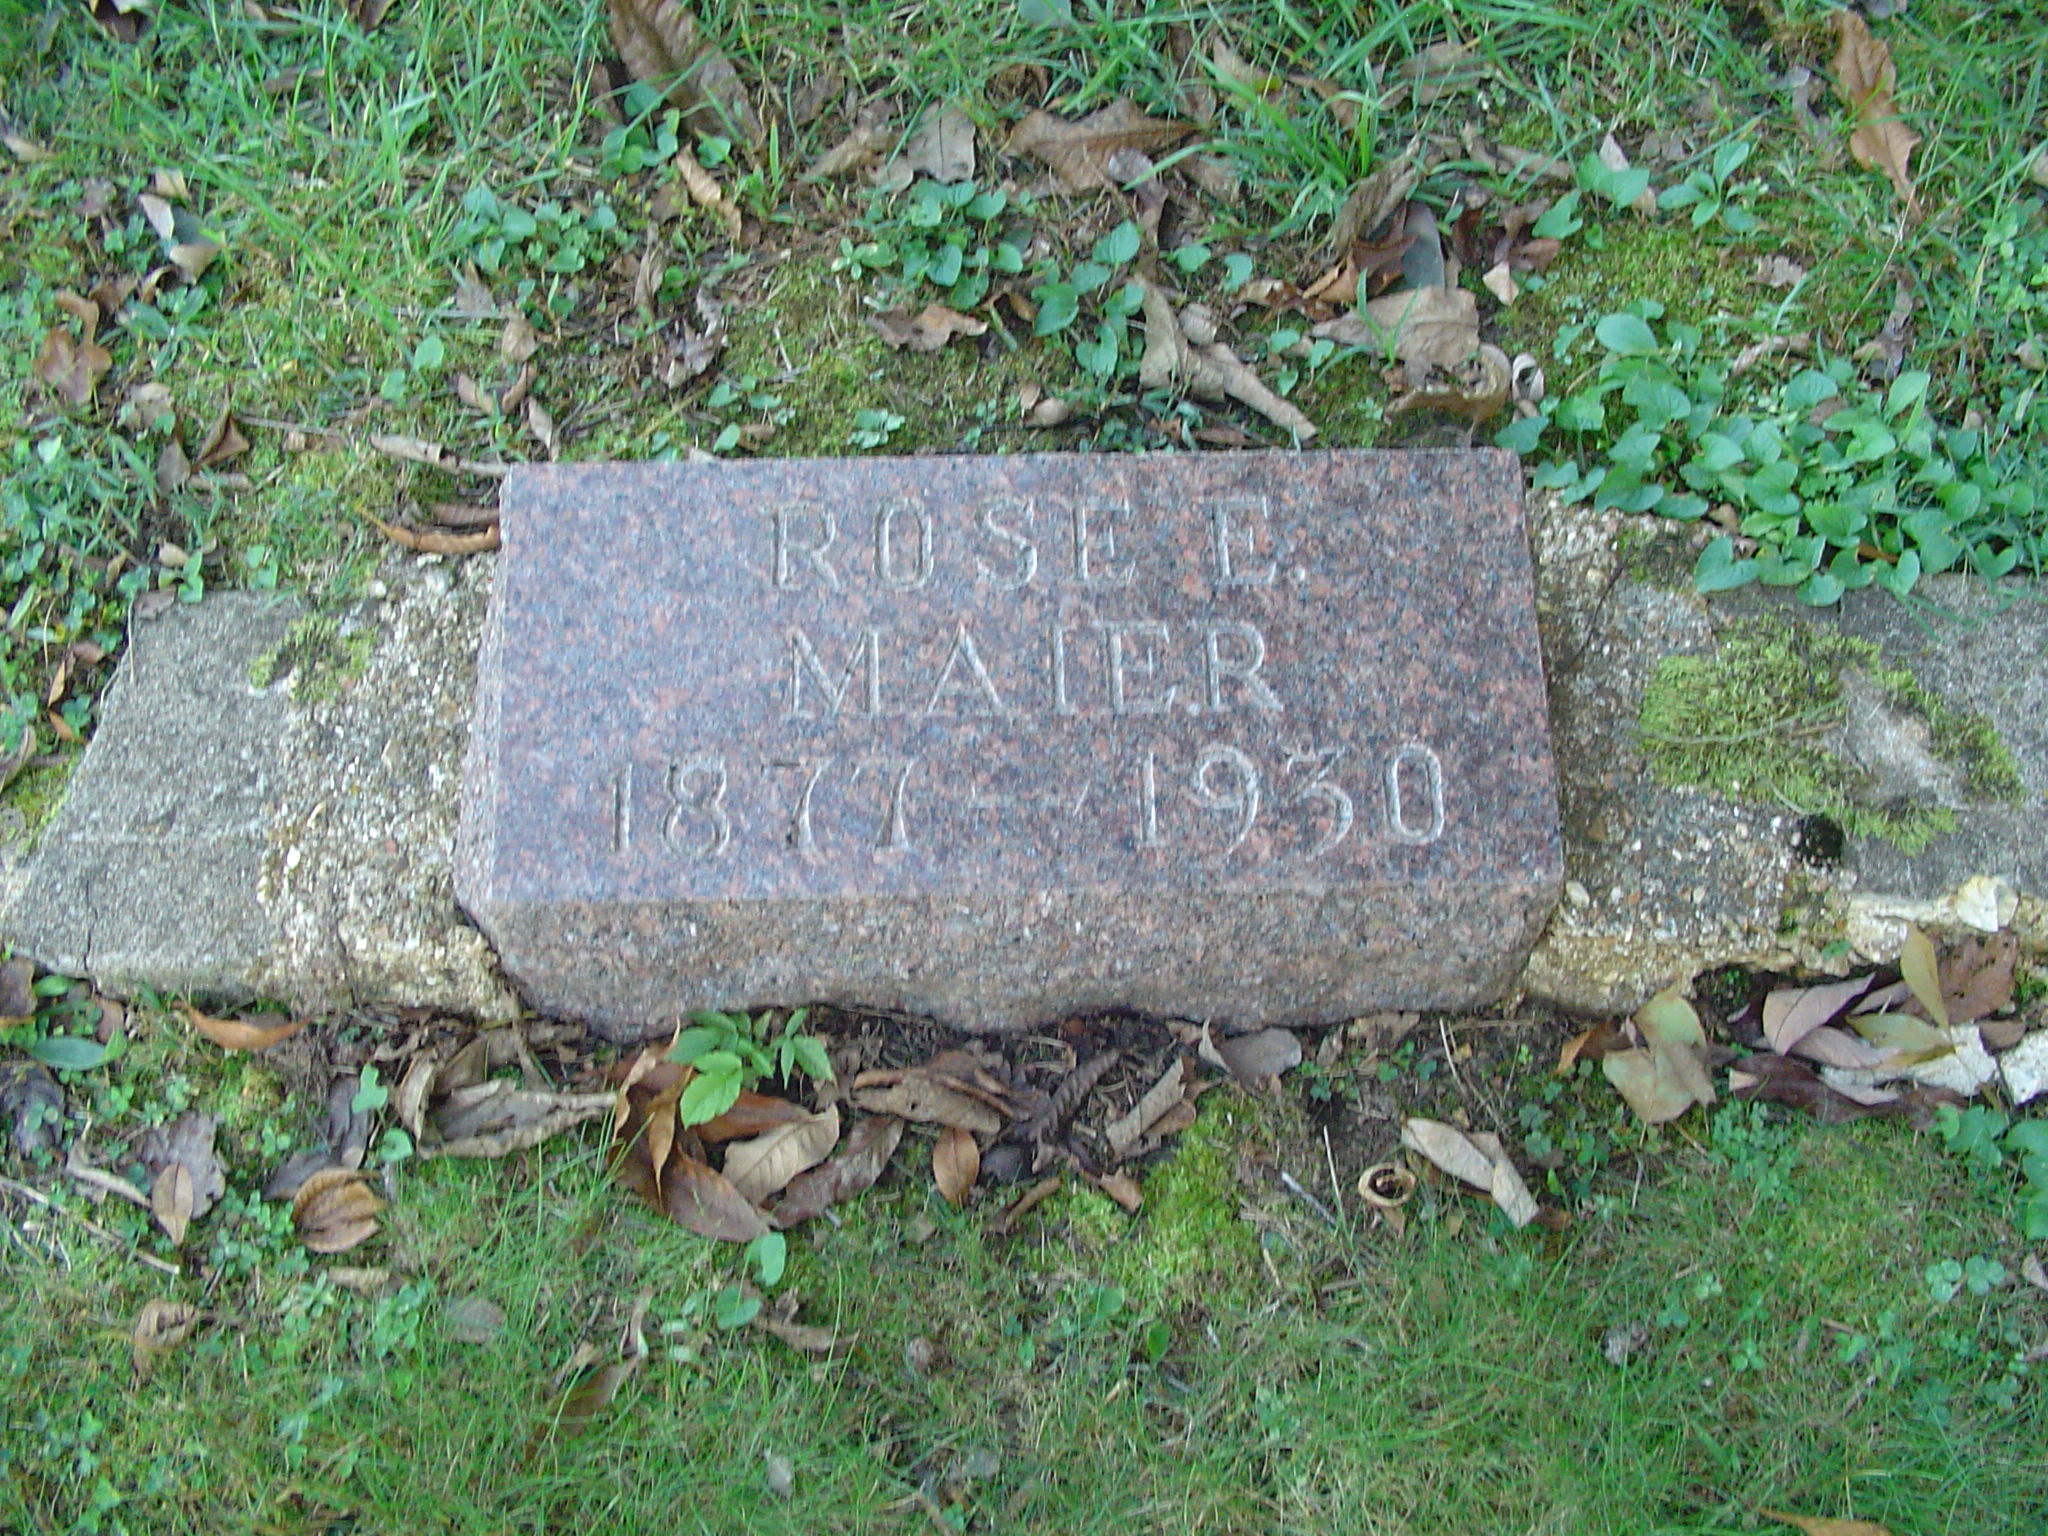 ROSE E.
MAIER
1877 — 1930